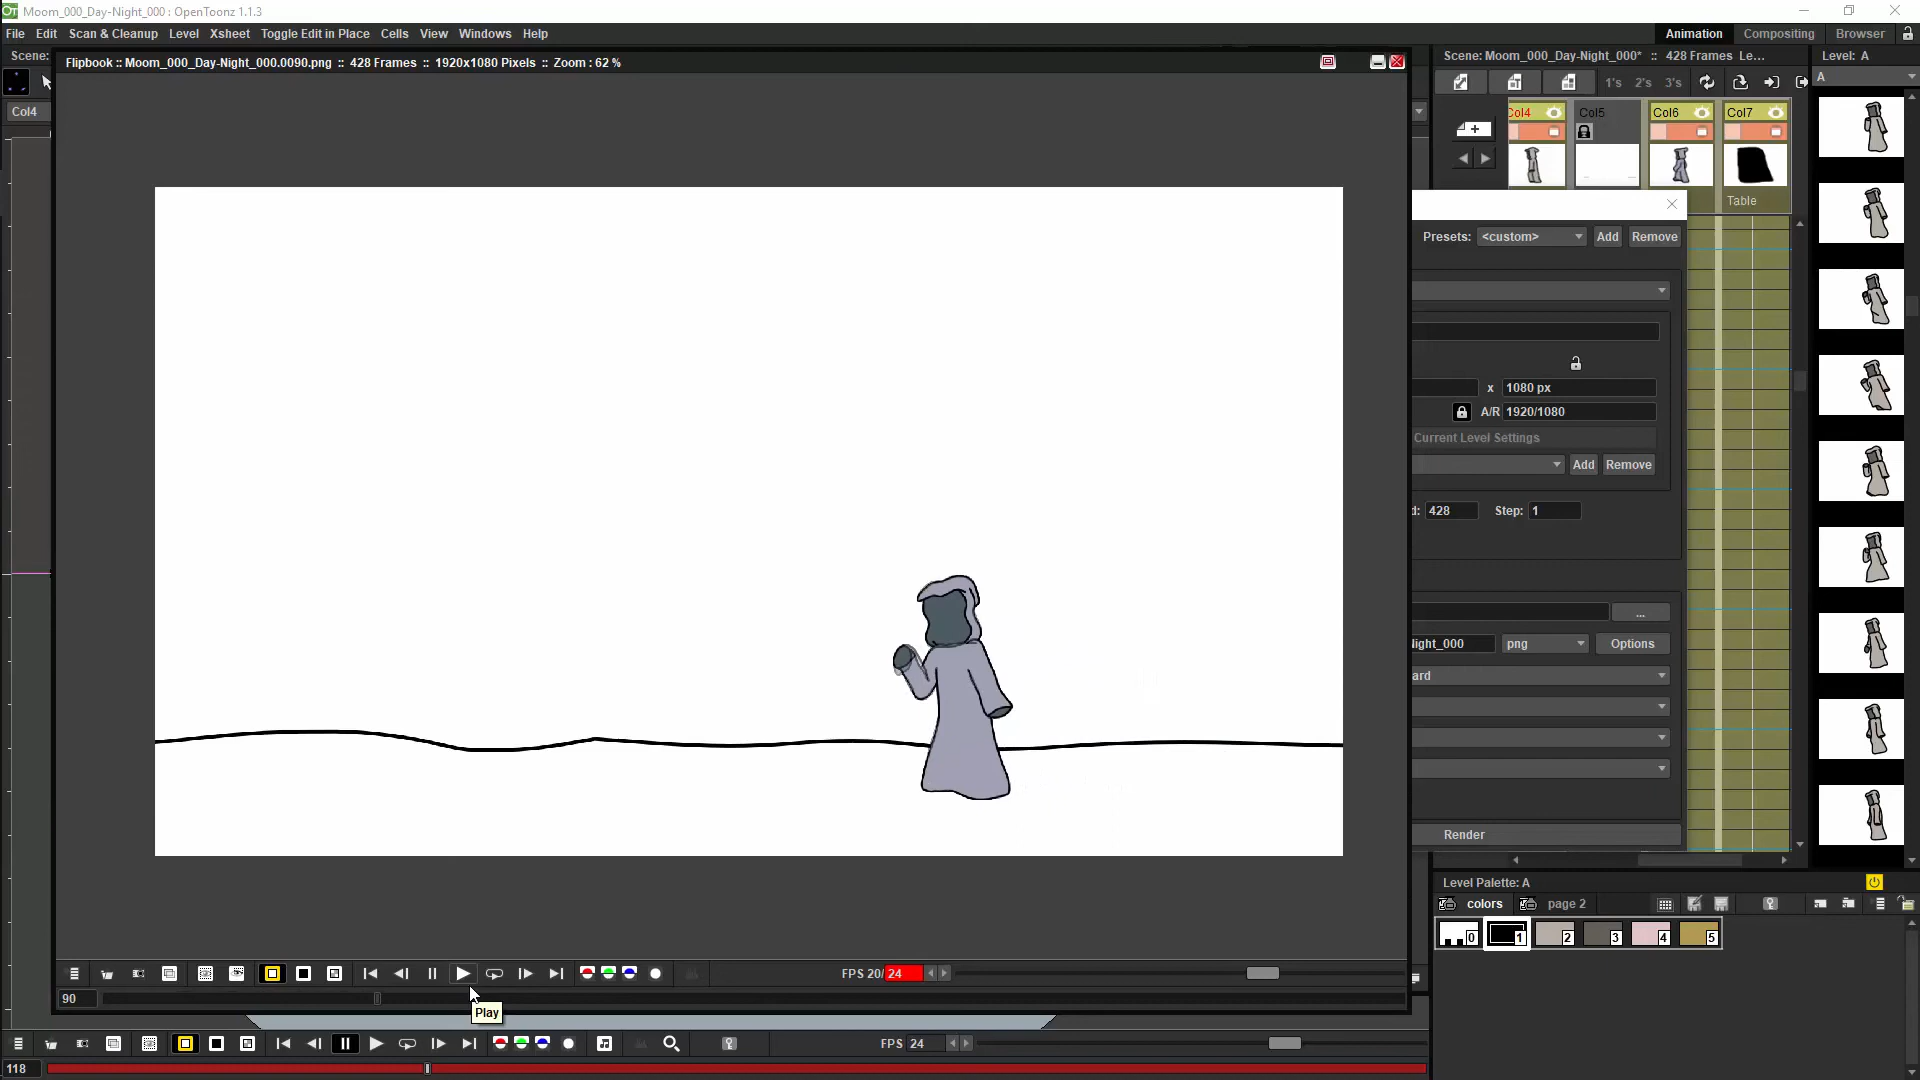 Moom_000_Day-Night_000 : OpenToonz 1.1.3
File Edit Scan & Cleanup Level Xsheet Toggle Edit in Place Cells View Windows Help
Animation Compositing Browser
Scene:
Flipbook :: Moom_000_Day-Night_000.0090.png :: 428 Frames :: 1920x1080 Pixels :: Zoom : 62 %
Scene: Moom_000_Day-Night_000* :: 428 Frames Le...
Level: A
1's 2's 3's
A
Col4
Col4 Col5 Col6 Col7
Table
Presets: <custom> Add Remove
x 1080 px
A/R 1920/1080
Current Level Settings
Add Remove
d: 428 Step: 1
...
Night_000 png Options
ard
Render
Level Palette: A
colors page 2
0 1 2 3 4 5
FPS 20/24
90
Play
FPS 24
118